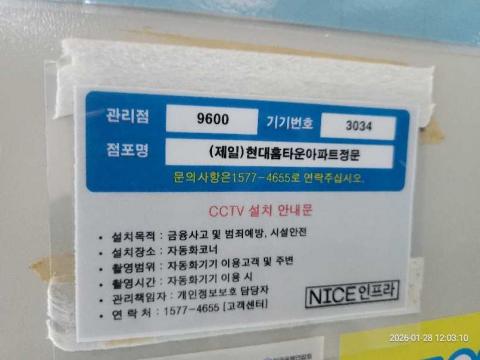 관리점 9600 기기번호 3034
점포명 (제일)현대홈타운아파트정문
문의사항은1577-4655로 연락주십시오.
CCTV 설치 안내문
• 설치목적 : 금융사고 및 범죄예방, 시설안전
• 설치장소 : 자동화코너
• 촬영범위 : 자동화기기 이용고객 및 주변
• 촬영시간 : 자동화기기 이용 시
• 관리책임자 : 개인정보보호 담당자
• 연 락 처 : 1577-4655 [고객센터]
NICE인프라
2026-01-28 12:03:10